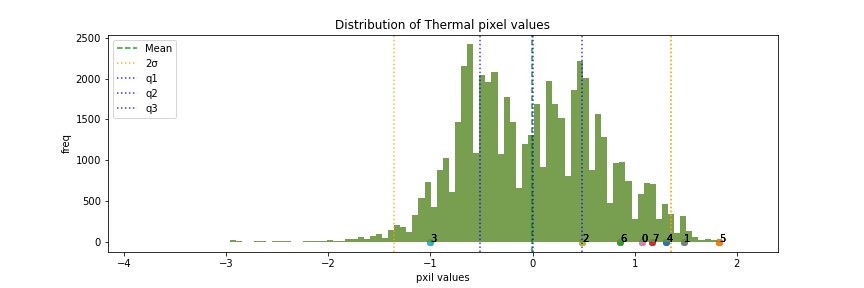 Distribution of Thermal pixel values
Mean
2σ
q1
q2
q3
freq
2500
2000
1500
1000
500
0
3 2 6 0 7 4 1 5
−4 −3 −2 −1 0 1 2
pxil values